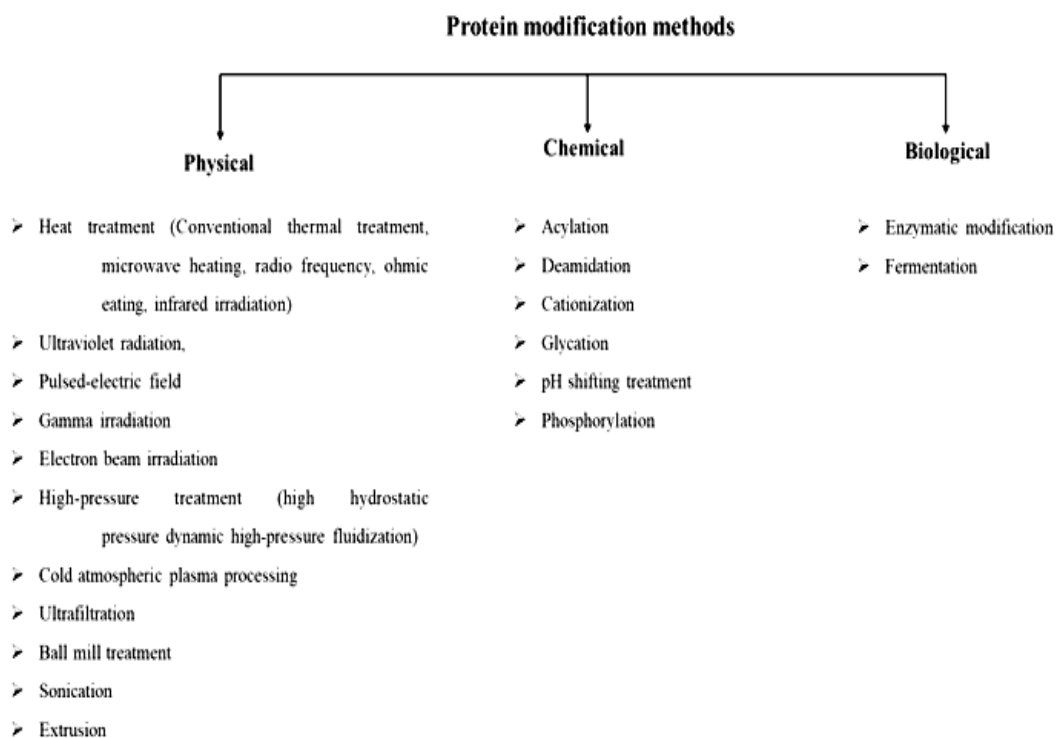 Protein modification methods
Physical
➢ Heat treatment (Conventional thermal treatment,
microwave heating, radio frequency, ohmic
eating, infrared irradiation)
➢ Ultraviolet radiation,
➢ Pulsed-electric field
➢ Gamma irradiation
➢ Electron beam irradiation
➢ High-pressure treatment (high hydrostatic
pressure dynamic high-pressure fluidization)
➢ Cold atmospheric plasma processing
➢ Ultrafiltration
➢ Ball mill treatment
➢ Sonication
➢ Extrusion
Chemical
➢ Acylation
➢ Deamidation
➢ Cationization
➢ Glycation
➢ pH shifting treatment
➢ Phosphorylation
Biological
➢ Enzymatic modification
➢ Fermentation